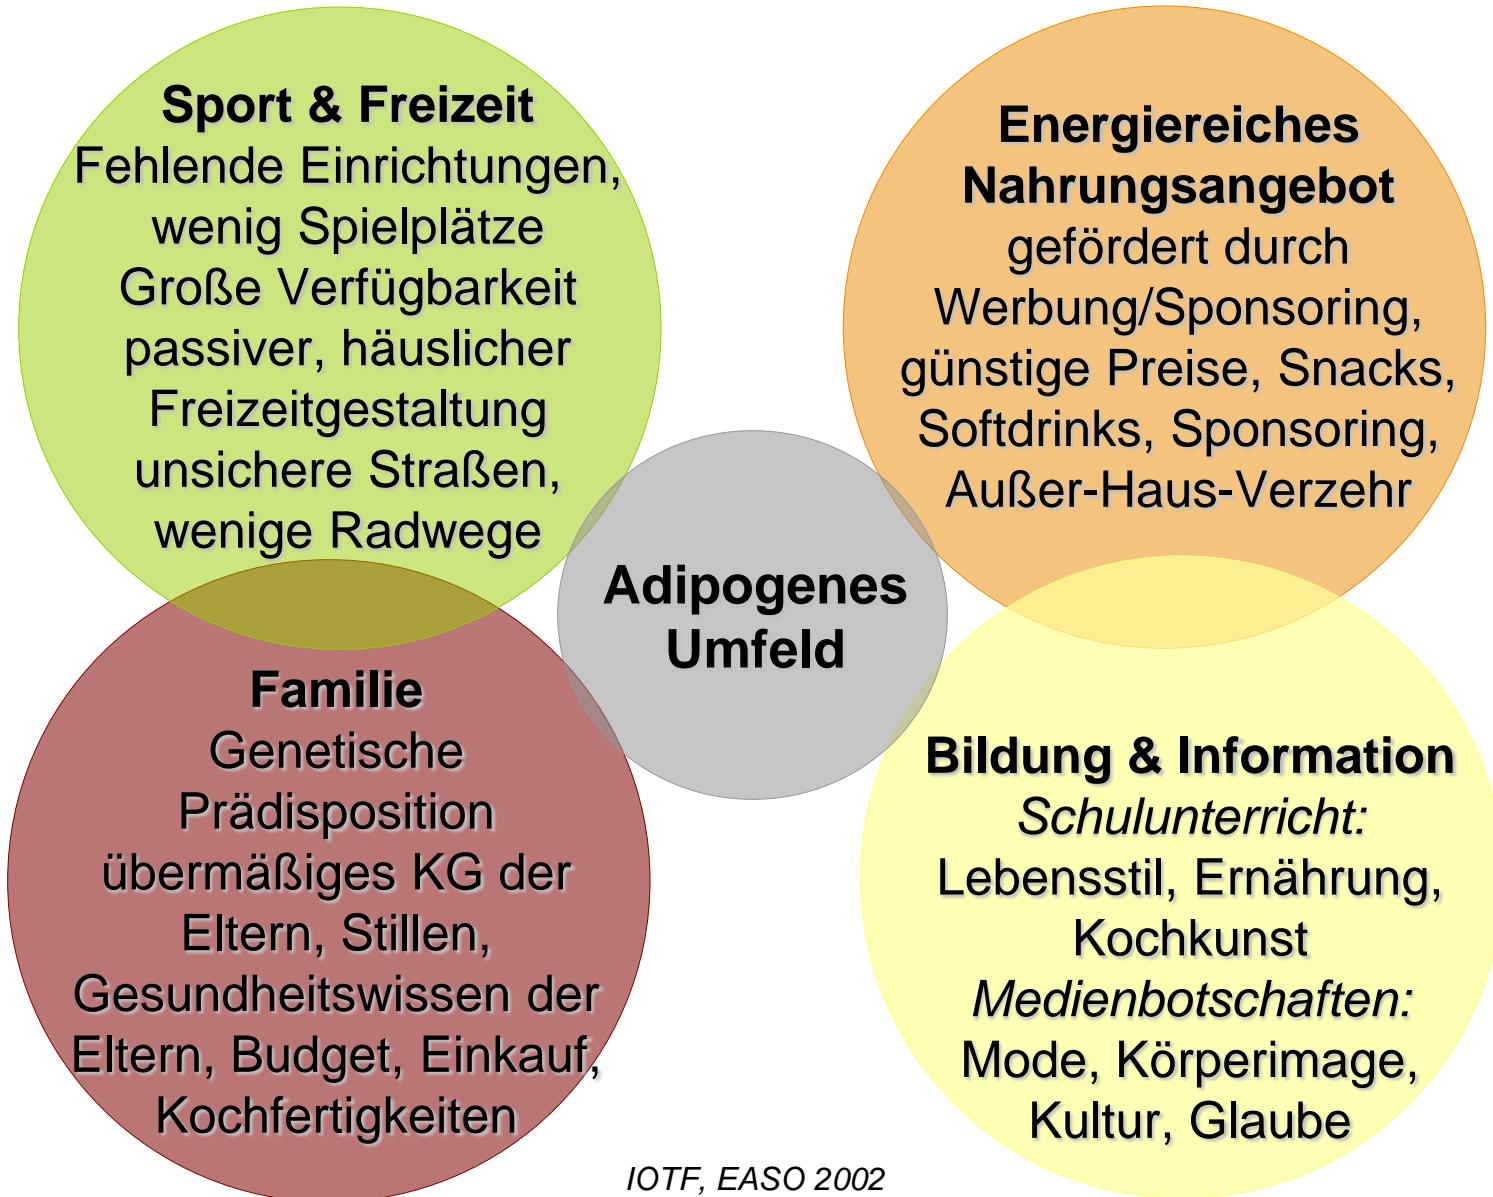 Sport & Freizeit
Fehlende Einrichtungen,
wenig Spielplätze
Große Verfügbarkeit
passiver, häuslicher
Freizeitgestaltung
unsichere Straßen,
wenige Radwege
Energiereiches
Nahrungsangebot
gefördert durch
Werbung/Sponsoring,
günstige Preise, Snacks,
Softdrinks, Sponsoring,
Außer-Haus-Verzehr
Adipogenes
Umfeld
Familie
Genetische
Prädisposition
übermäßiges KG der
Eltern, Stillen,
Gesundheitswissen der
Eltern, Budget, Einkauf,
Kochfertigkeiten
Bildung & Information
Schulunterricht:
Lebensstil, Ernährung,
Kochkunst
Medienbotschaften:
Mode, Körperimage,
Kultur, Glaube
IOTF, EASO 2002